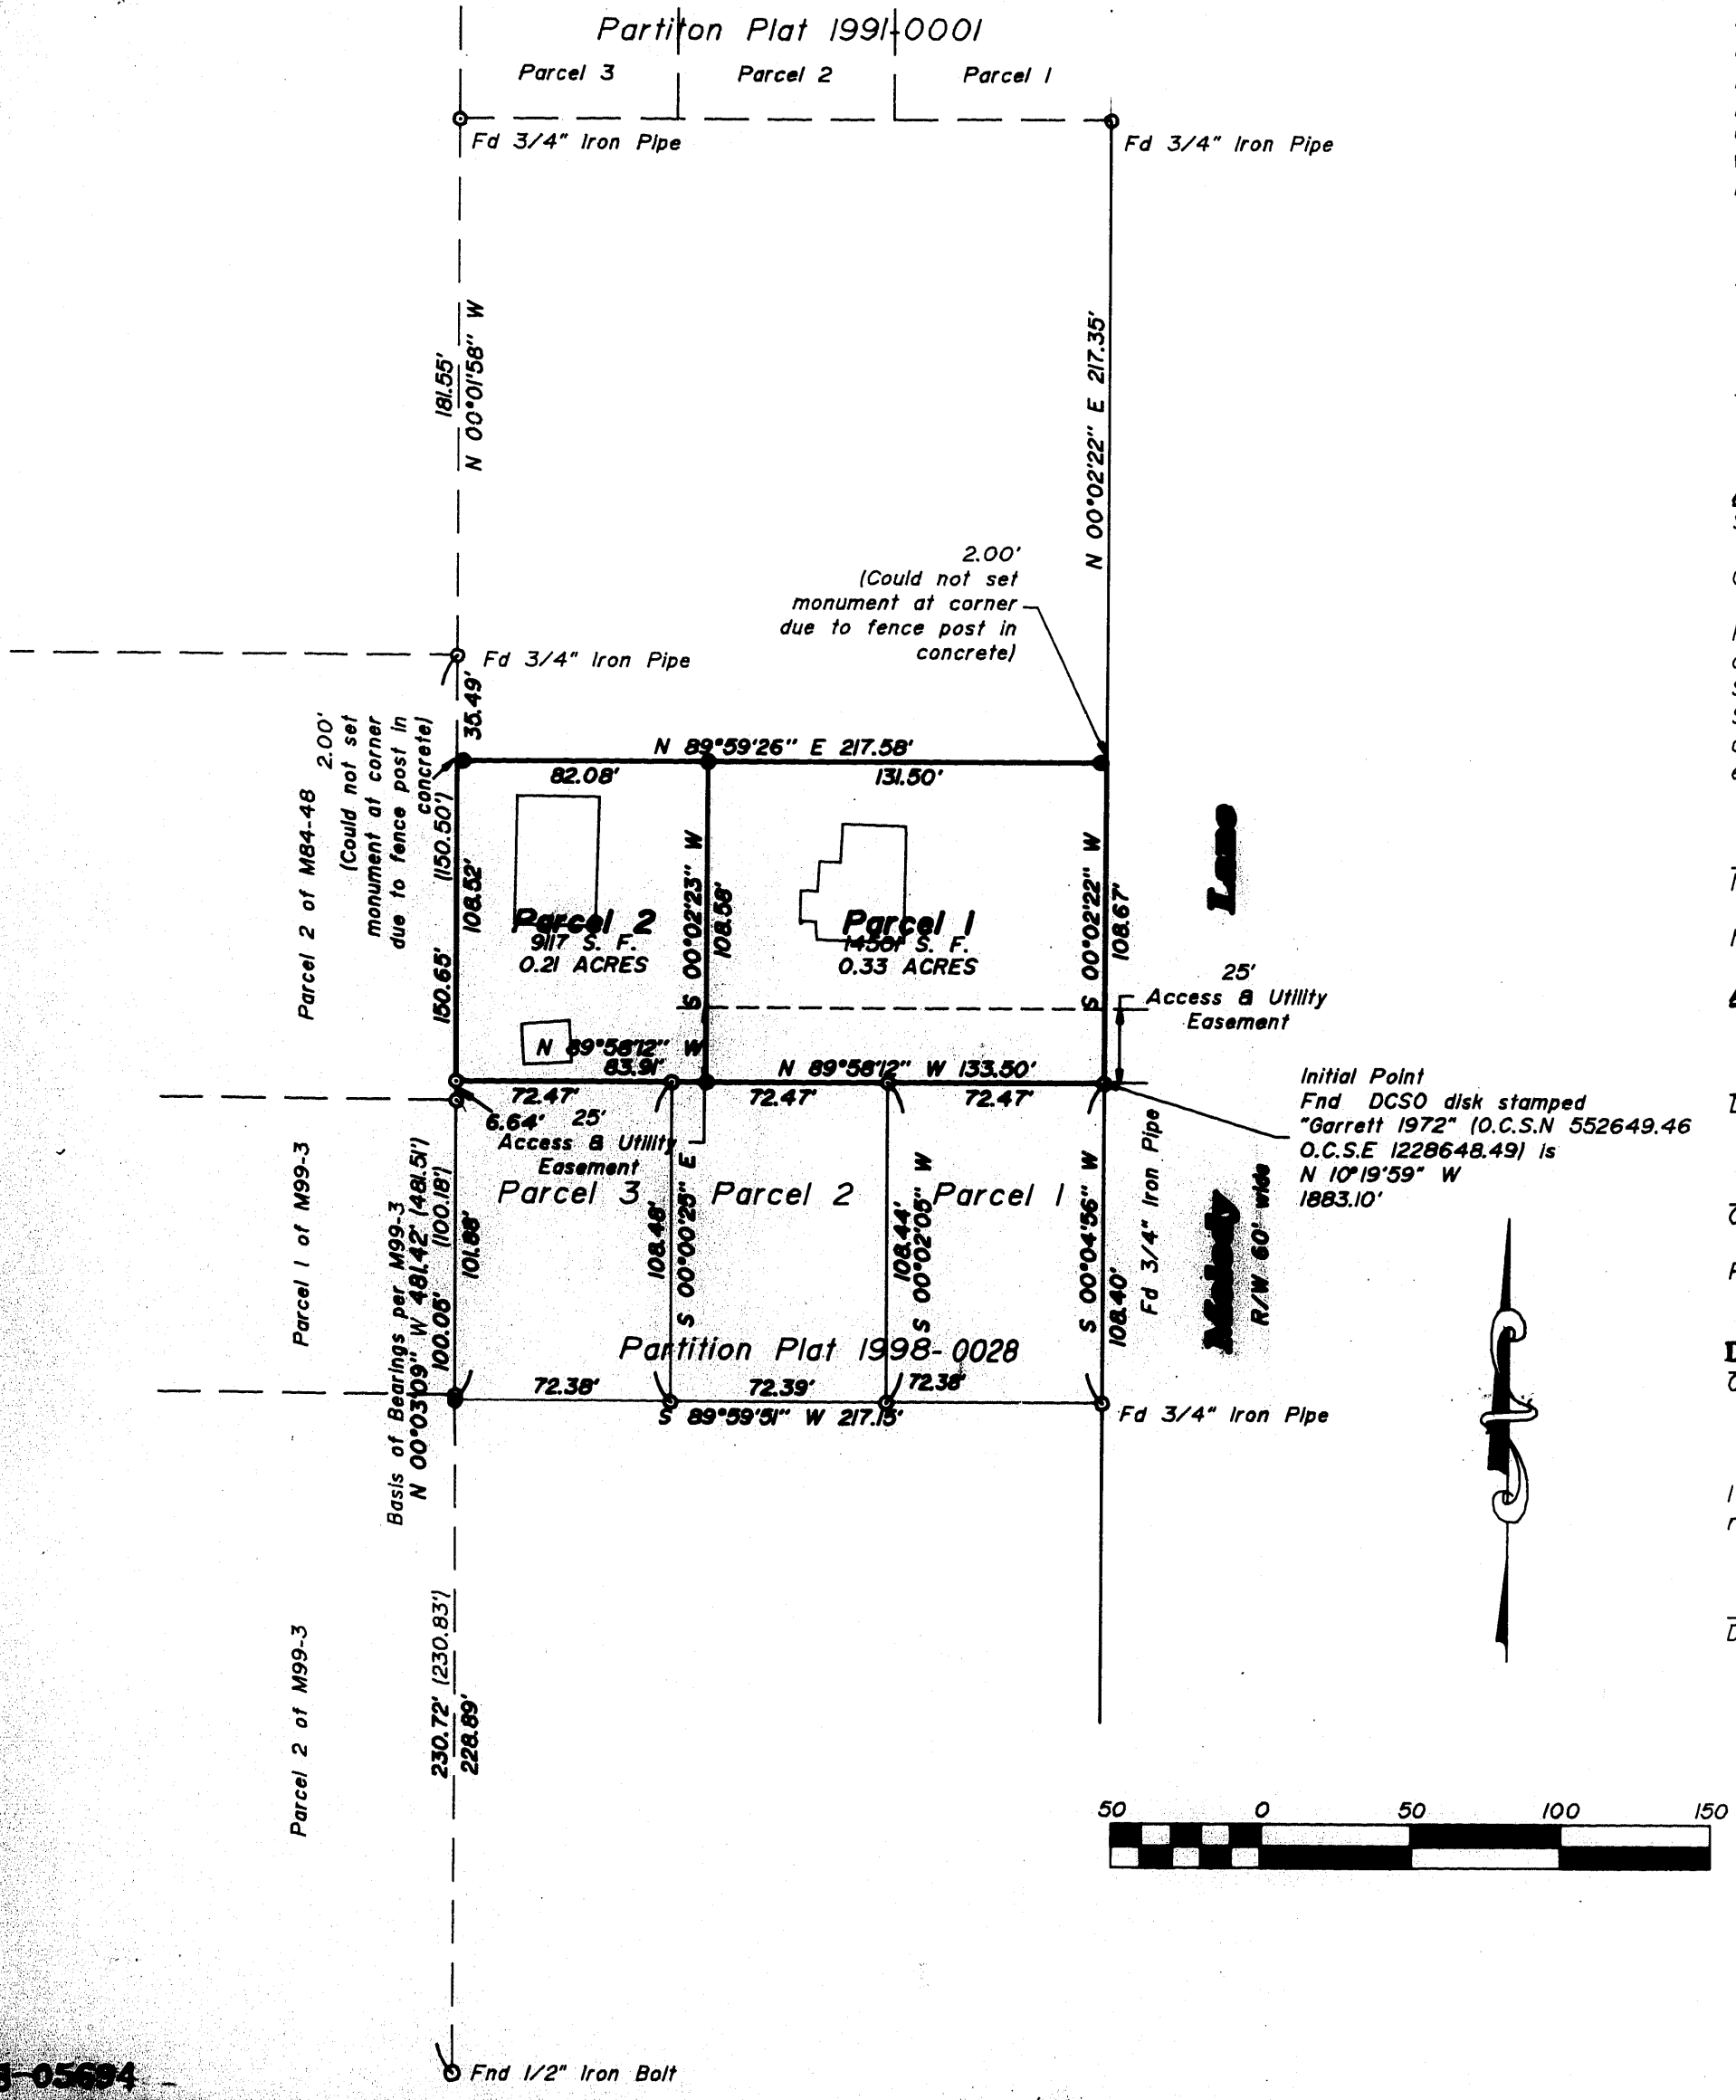 Partiton Plat 1991-0001
Parcel 3
Parcel 2
Parcel 1
Fd 3/4" Iron Pipe
Fd 3/4" Iron Pipe
181.55'
N 00°01'58" W
N 00°02'22" E 217.35'
2.00'
(Could not set
monument at corner
due to fence post in
concrete)
Fd 3/4" Iron Pipe
35.49'
2.00'
(Could not set
monument at corner
due to fence post in
concrete)
Parcel 2 of M84-48
N 89°59'26" E 217.58'
82.08'
131.50'
150.65'
(150.50')
108.52'
S 00°02'23" W
108.58'
S 00°02'22" W
108.67'
Lane
Parcel 2
9117 S. F.
0.21 ACRES
Parcel 1
14501 S. F.
0.33 ACRES
25'
Access & Utility
Easement
N 89°58'12" W
83.91'
N 89°58'12" W 133.50'
72.47'
72.47'
72.47'
6.64'
25'
Access & Utility
Easement
Initial Point
Fnd DCSO disk stamped
"Garrett 1972" (O.C.S.N 552649.46
O.C.S.E 1228648.49) is
N 10°19'59" W
1883.10'
Parcel 1 of M99-3
Basis of Bearings per M99-3
N 00°03'09" W 481.42' (481.51')
100.05'
(100.18')
101.88'
Parcel 3
Parcel 2
Parcel 1
108.48'
S 00°00'25" E
108.44'
S 00°02'05" W
S 00°04'56" W
108.40'
Fd 3/4" Iron Pipe
Melody
R/W 60' wide
Partition Plat 1998-0028
72.38'
72.39'
72.38'
S 89°59'51" W 217.15'
Fd 3/4" Iron Pipe
Parcel 2 of M99-3
230.72' (230.83')
228.89'
50 0 50 100 150
Fnd 1/2" Iron Bolt
-05694